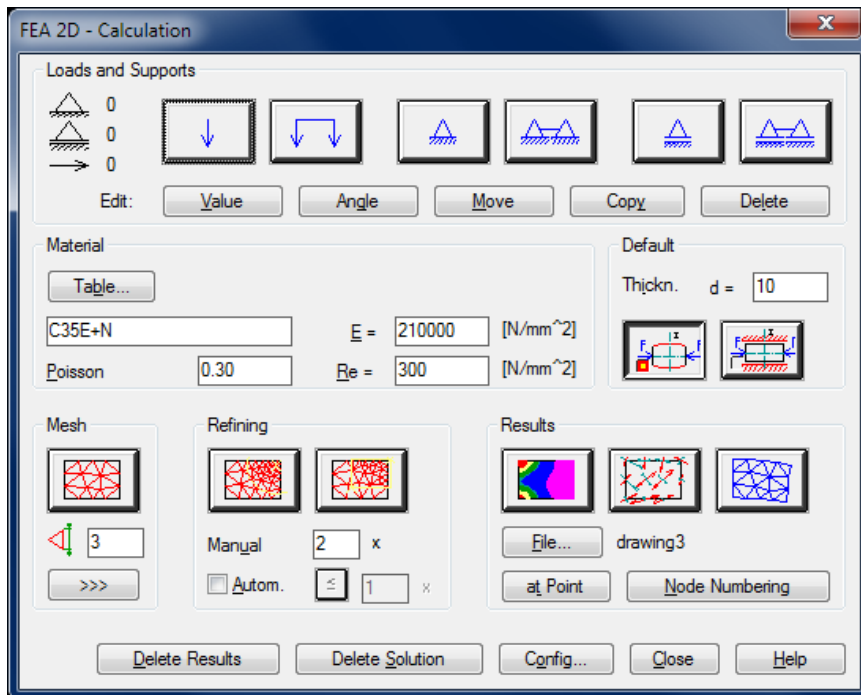 FEA 2D - Calculation
Loads and Supports
0
0
0
Edit: Value Angle Move Copy Delete
Material
Table...
C35E+N E = 210000 [N/mm^2]
Poisson 0.30 Re = 300 [N/mm^2]
Default
Thickn. d = 10
F z F
F z F
Mesh
3
>>>
Refining
Manual 2 x
Autom. ≤ 1 x
Results
File... drawing3
at Point Node Numbering
Delete Results Delete Solution Config... Close Help